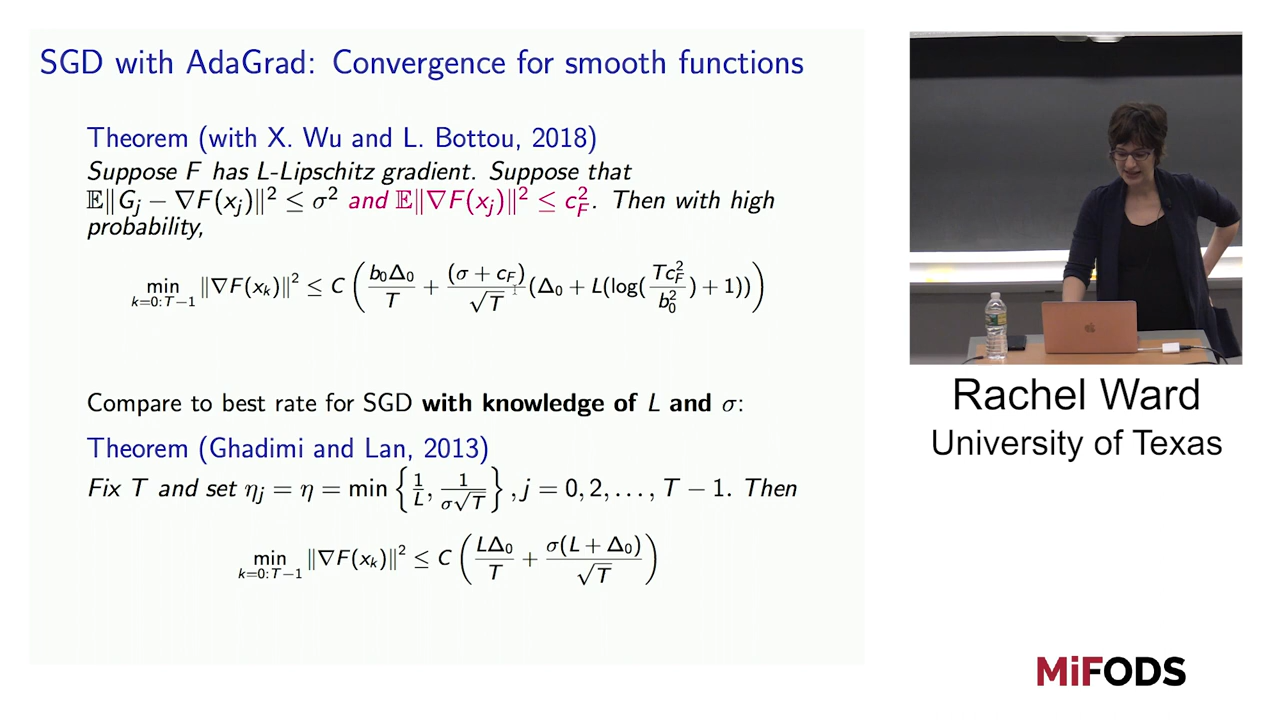 SGD with AdaGrad: Convergence for smooth functions
Theorem (with X. Wu and L. Bottou, 2018)
Suppose F has L-Lipschitz gradient. Suppose that
𝔼‖G_j − ∇F(x_j)‖² ≤ σ² and 𝔼‖∇F(x_j)‖² ≤ c_F². Then with high
probability,
min_{k=0:T−1} ‖∇F(x_k)‖² ≤ C ( b₀Δ₀/T + (σ + c_F)/√T (Δ₀ + L(log(Tc_F²/b₀²) + 1)) )
Compare to best rate for SGD with knowledge of L and σ:
Theorem (Ghadimi and Lan, 2013)
Fix T and set η_j = η = min { 1/L, 1/(σ√T) }, j = 0, 2, . . . , T − 1. Then
min_{k=0:T−1} ‖∇F(x_k)‖² ≤ C ( LΔ₀/T + σ(L + Δ₀)/√T )
Rachel Ward
University of Texas
MiFODS